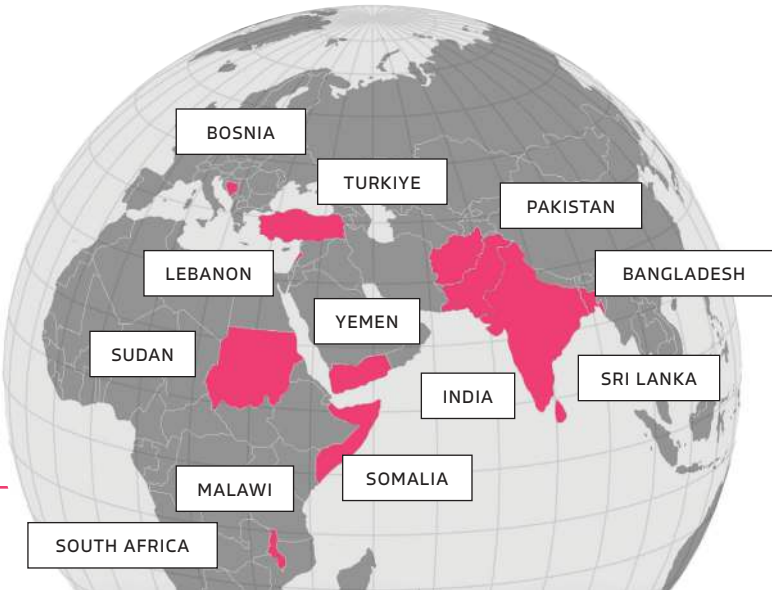 BOSNIA
TURKIYE
PAKISTAN
LEBANON
BANGLADESH
YEMEN
SUDAN
SRI LANKA
INDIA
SOMALIA
MALAWI
SOUTH AFRICA